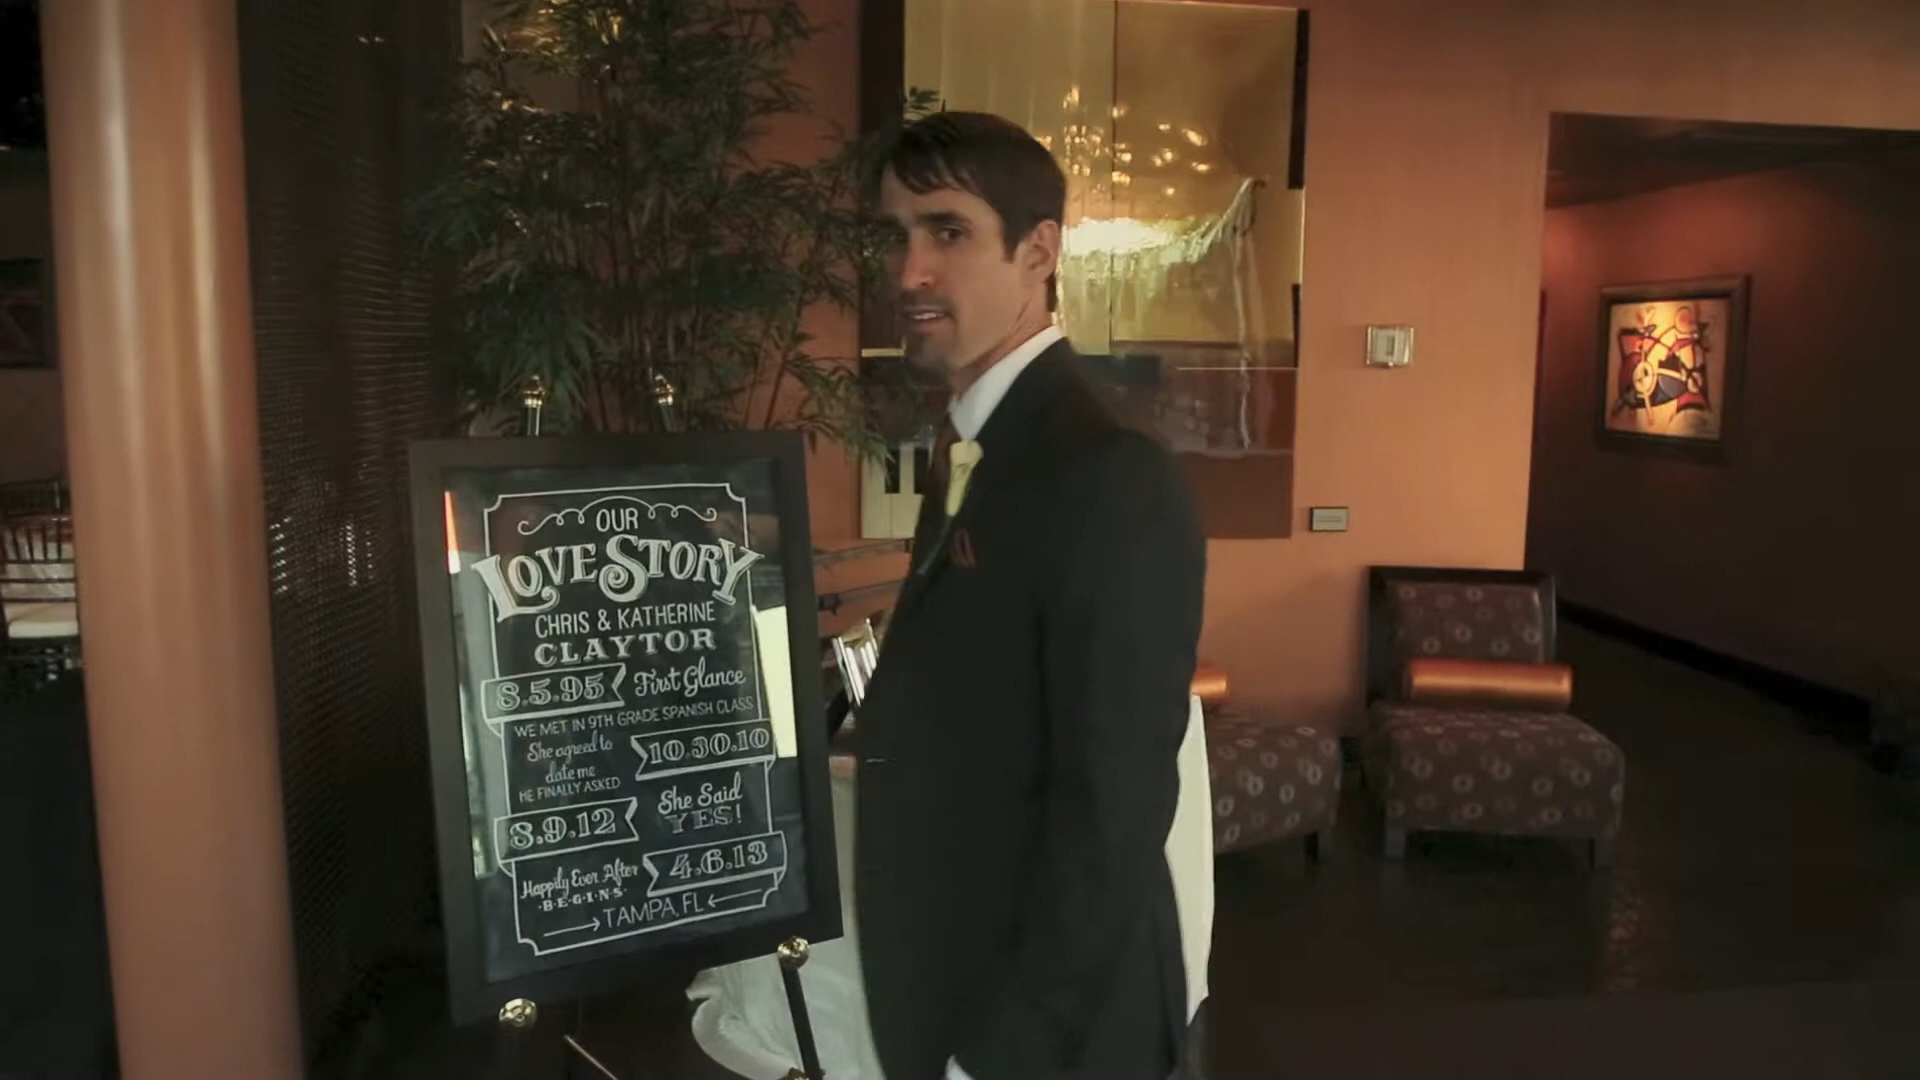 OUR
LOVE STORY
CHRIS & KATHERINE
CLAYTOR
8.5.95 First Glance
WE MET IN 9TH GRADE SPANISH CLASS
She agreed to
date me
HE FINALLY ASKED
10.30.10
8.9.12
She Said
YES!
Happily Ever After
·B·E·G·I·N·S·
4.6.13
TAMPA, FL